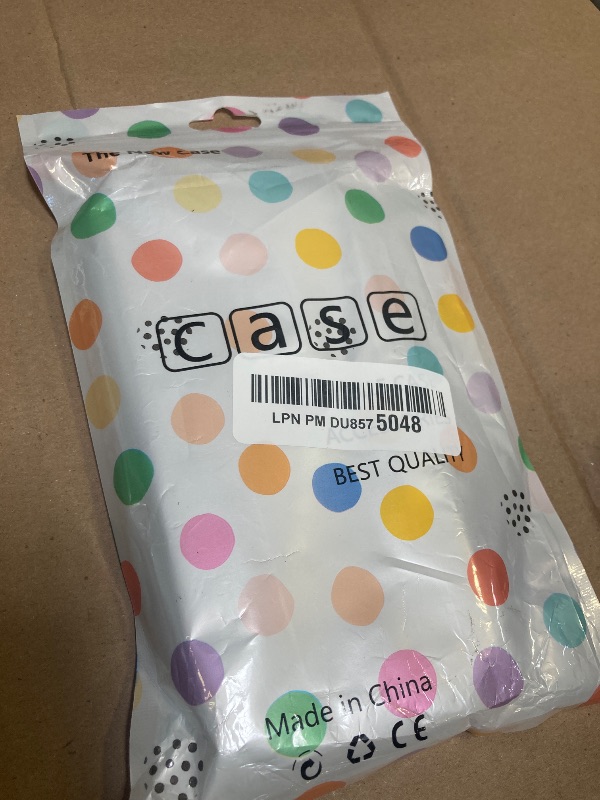 The New Case
case
LPN PM DU857 5048
BEST QUALITY
Made in China
CE